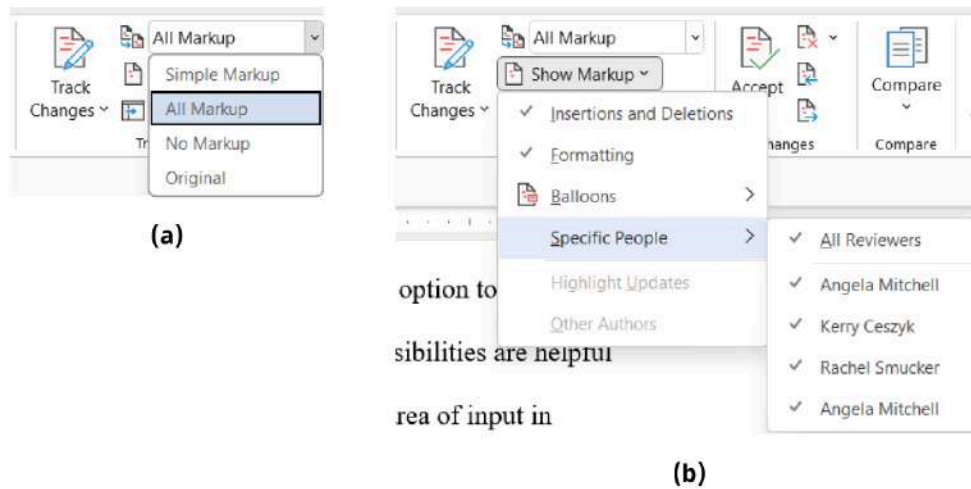 All Markup
Track
Changes
Simple Markup
All Markup
No Markup
Original
Tr
(a)
All Markup
Track
Changes
Show Markup
Accept
Compare
Insertions and Deletions
Formatting
Balloons
Specific People
Highlight Updates
Other Authors
hanges
Compare
All Reviewers
Angela Mitchell
Kerry Ceszyk
Rachel Smucker
Angela Mitchell
option to
sibilities are helpful
rea of input in
(b)